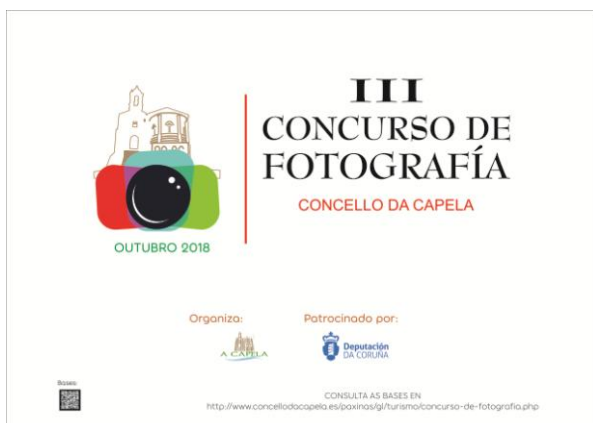 III
CONCURSO DE
FOTOGRAFÍA
CONCELLO DA CAPELA
OUTUBRO 2018
Organiza:
Patrocinado por:
A CAPELA
Deputación
DA CORUÑA
Bases:
CONSULTA AS BASES EN
http://www.concellodacapela.es/paxinas/gl/turismo/concurso-de-fotografia.php